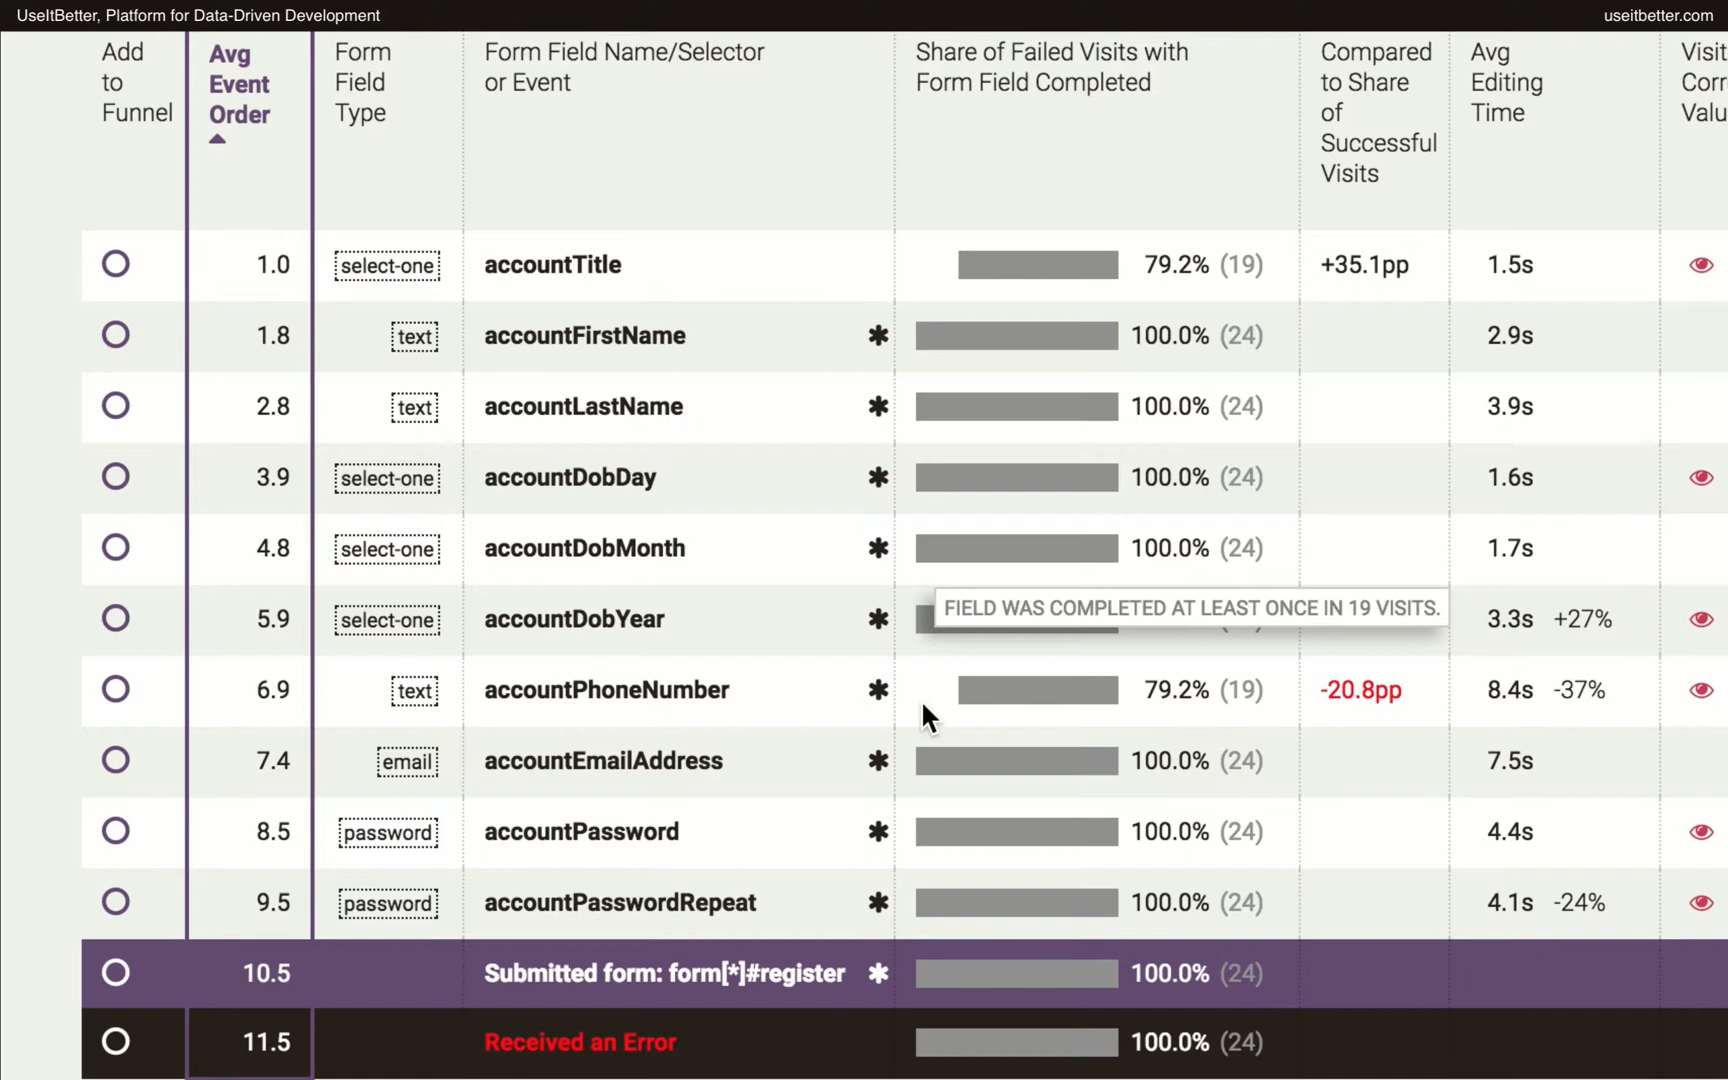 UseItBetter, Platform for Data-Driven Development
useitbetter.com
Add
to
Funnel
Avg
Event
Order
Form
Field
Type
Form Field Name/Selector
or Event
Share of Failed Visits with
Form Field Completed
Compared
to Share
of
Successful
Visits
Avg
Editing
Time
Visit
Corr
Valu
1.0 select-one accountTitle 79.2% (19) +35.1pp 1.5s
1.8 text accountFirstName ✱ 100.0% (24) 2.9s
2.8 text accountLastName ✱ 100.0% (24) 3.9s
3.9 select-one accountDobDay ✱ 100.0% (24) 1.6s
4.8 select-one accountDobMonth ✱ 100.0% (24) 1.7s
FIELD WAS COMPLETED AT LEAST ONCE IN 19 VISITS.
5.9 select-one accountDobYear ✱ 3.3s +27%
6.9 text accountPhoneNumber ✱ 79.2% (19) -20.8pp 8.4s -37%
7.4 email accountEmailAddress ✱ 100.0% (24) 7.5s
8.5 password accountPassword ✱ 100.0% (24) 4.4s
9.5 password accountPasswordRepeat ✱ 100.0% (24) 4.1s -24%
10.5 Submitted form: form[*]#register ✱ 100.0% (24)
11.5 Received an Error 100.0% (24)